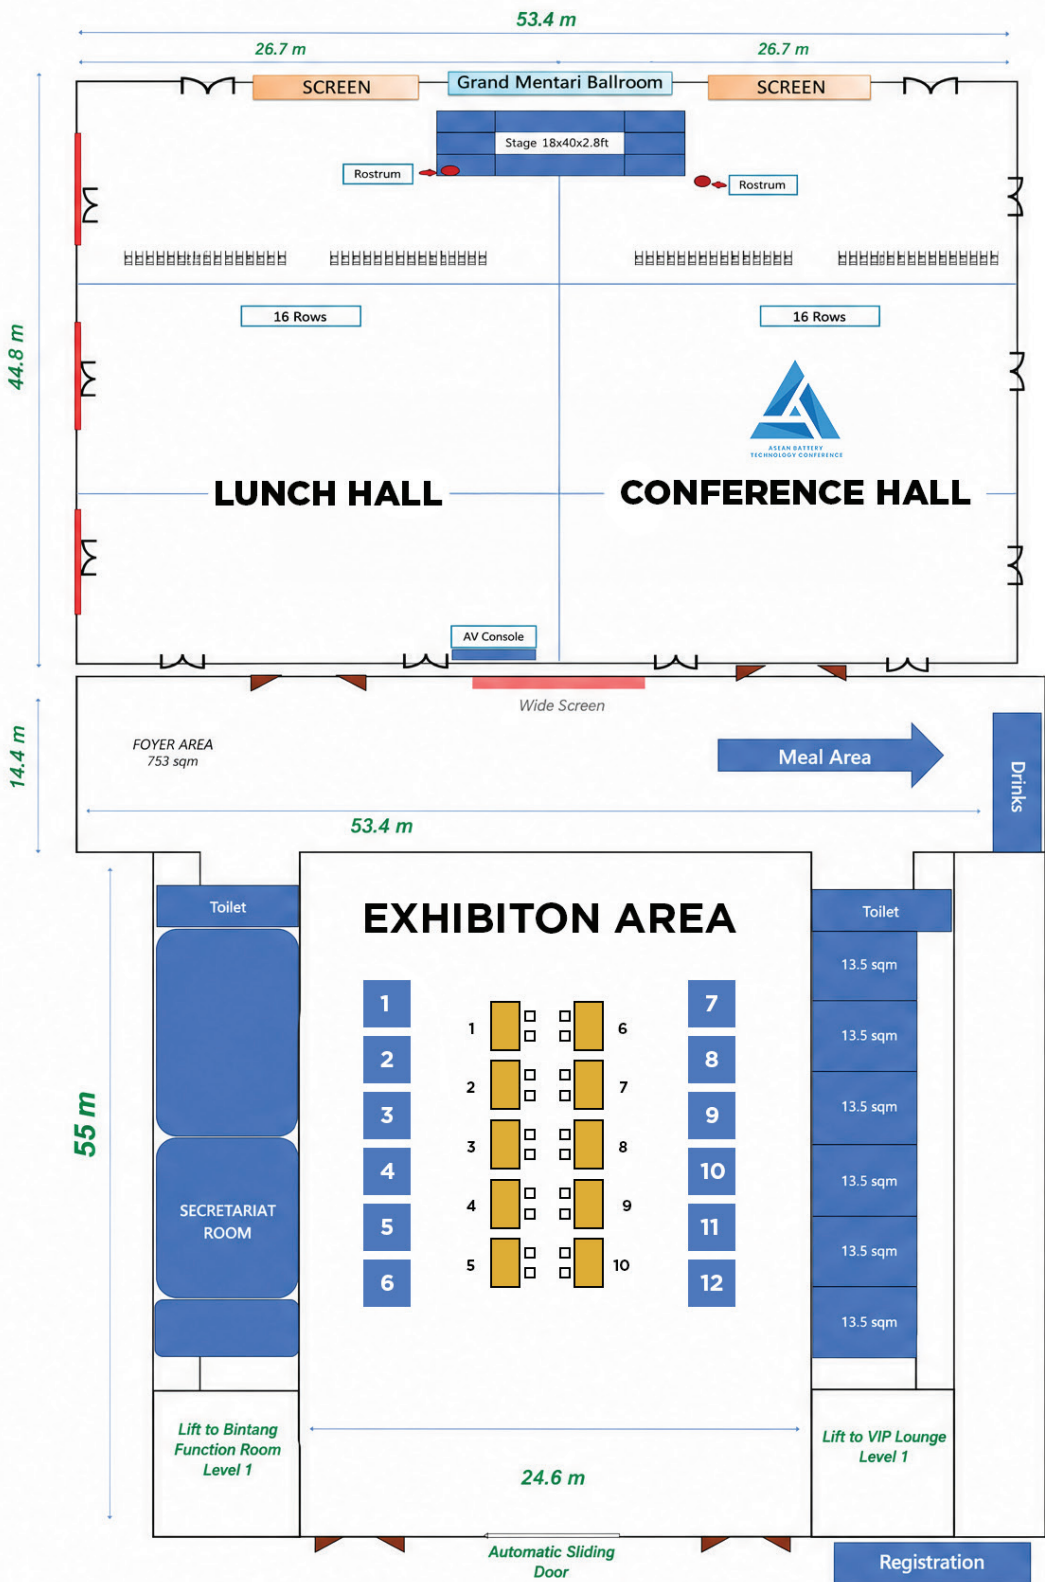 53.4 m
26.7 m
26.7 m
SCREEN
Grand Mentari Ballroom
SCREEN
Stage 18x40x2.8ft
Rostrum
Rostrum
16 Rows
16 Rows
44.8 m
ASEAN BATTERY
TECHNOLOGY CONFERENCE
LUNCH HALL
CONFERENCE HALL
AV Console
Wide Screen
FOYER AREA
753 sqm
14.4 m
Meal Area
Drinks
53.4 m
Toilet
EXHIBITON AREA
Toilet
13.5 sqm
13.5 sqm
13.5 sqm
13.5 sqm
13.5 sqm
13.5 sqm
1
2
3
4
5
6
1
2
3
4
5
6
7
8
9
10
7
8
9
10
11
12
55 m
SECRETARIAT
ROOM
Lift to Bintang
Function Room
Level 1
Lift to VIP Lounge
Level 1
24.6 m
Automatic Sliding
Door
Registration